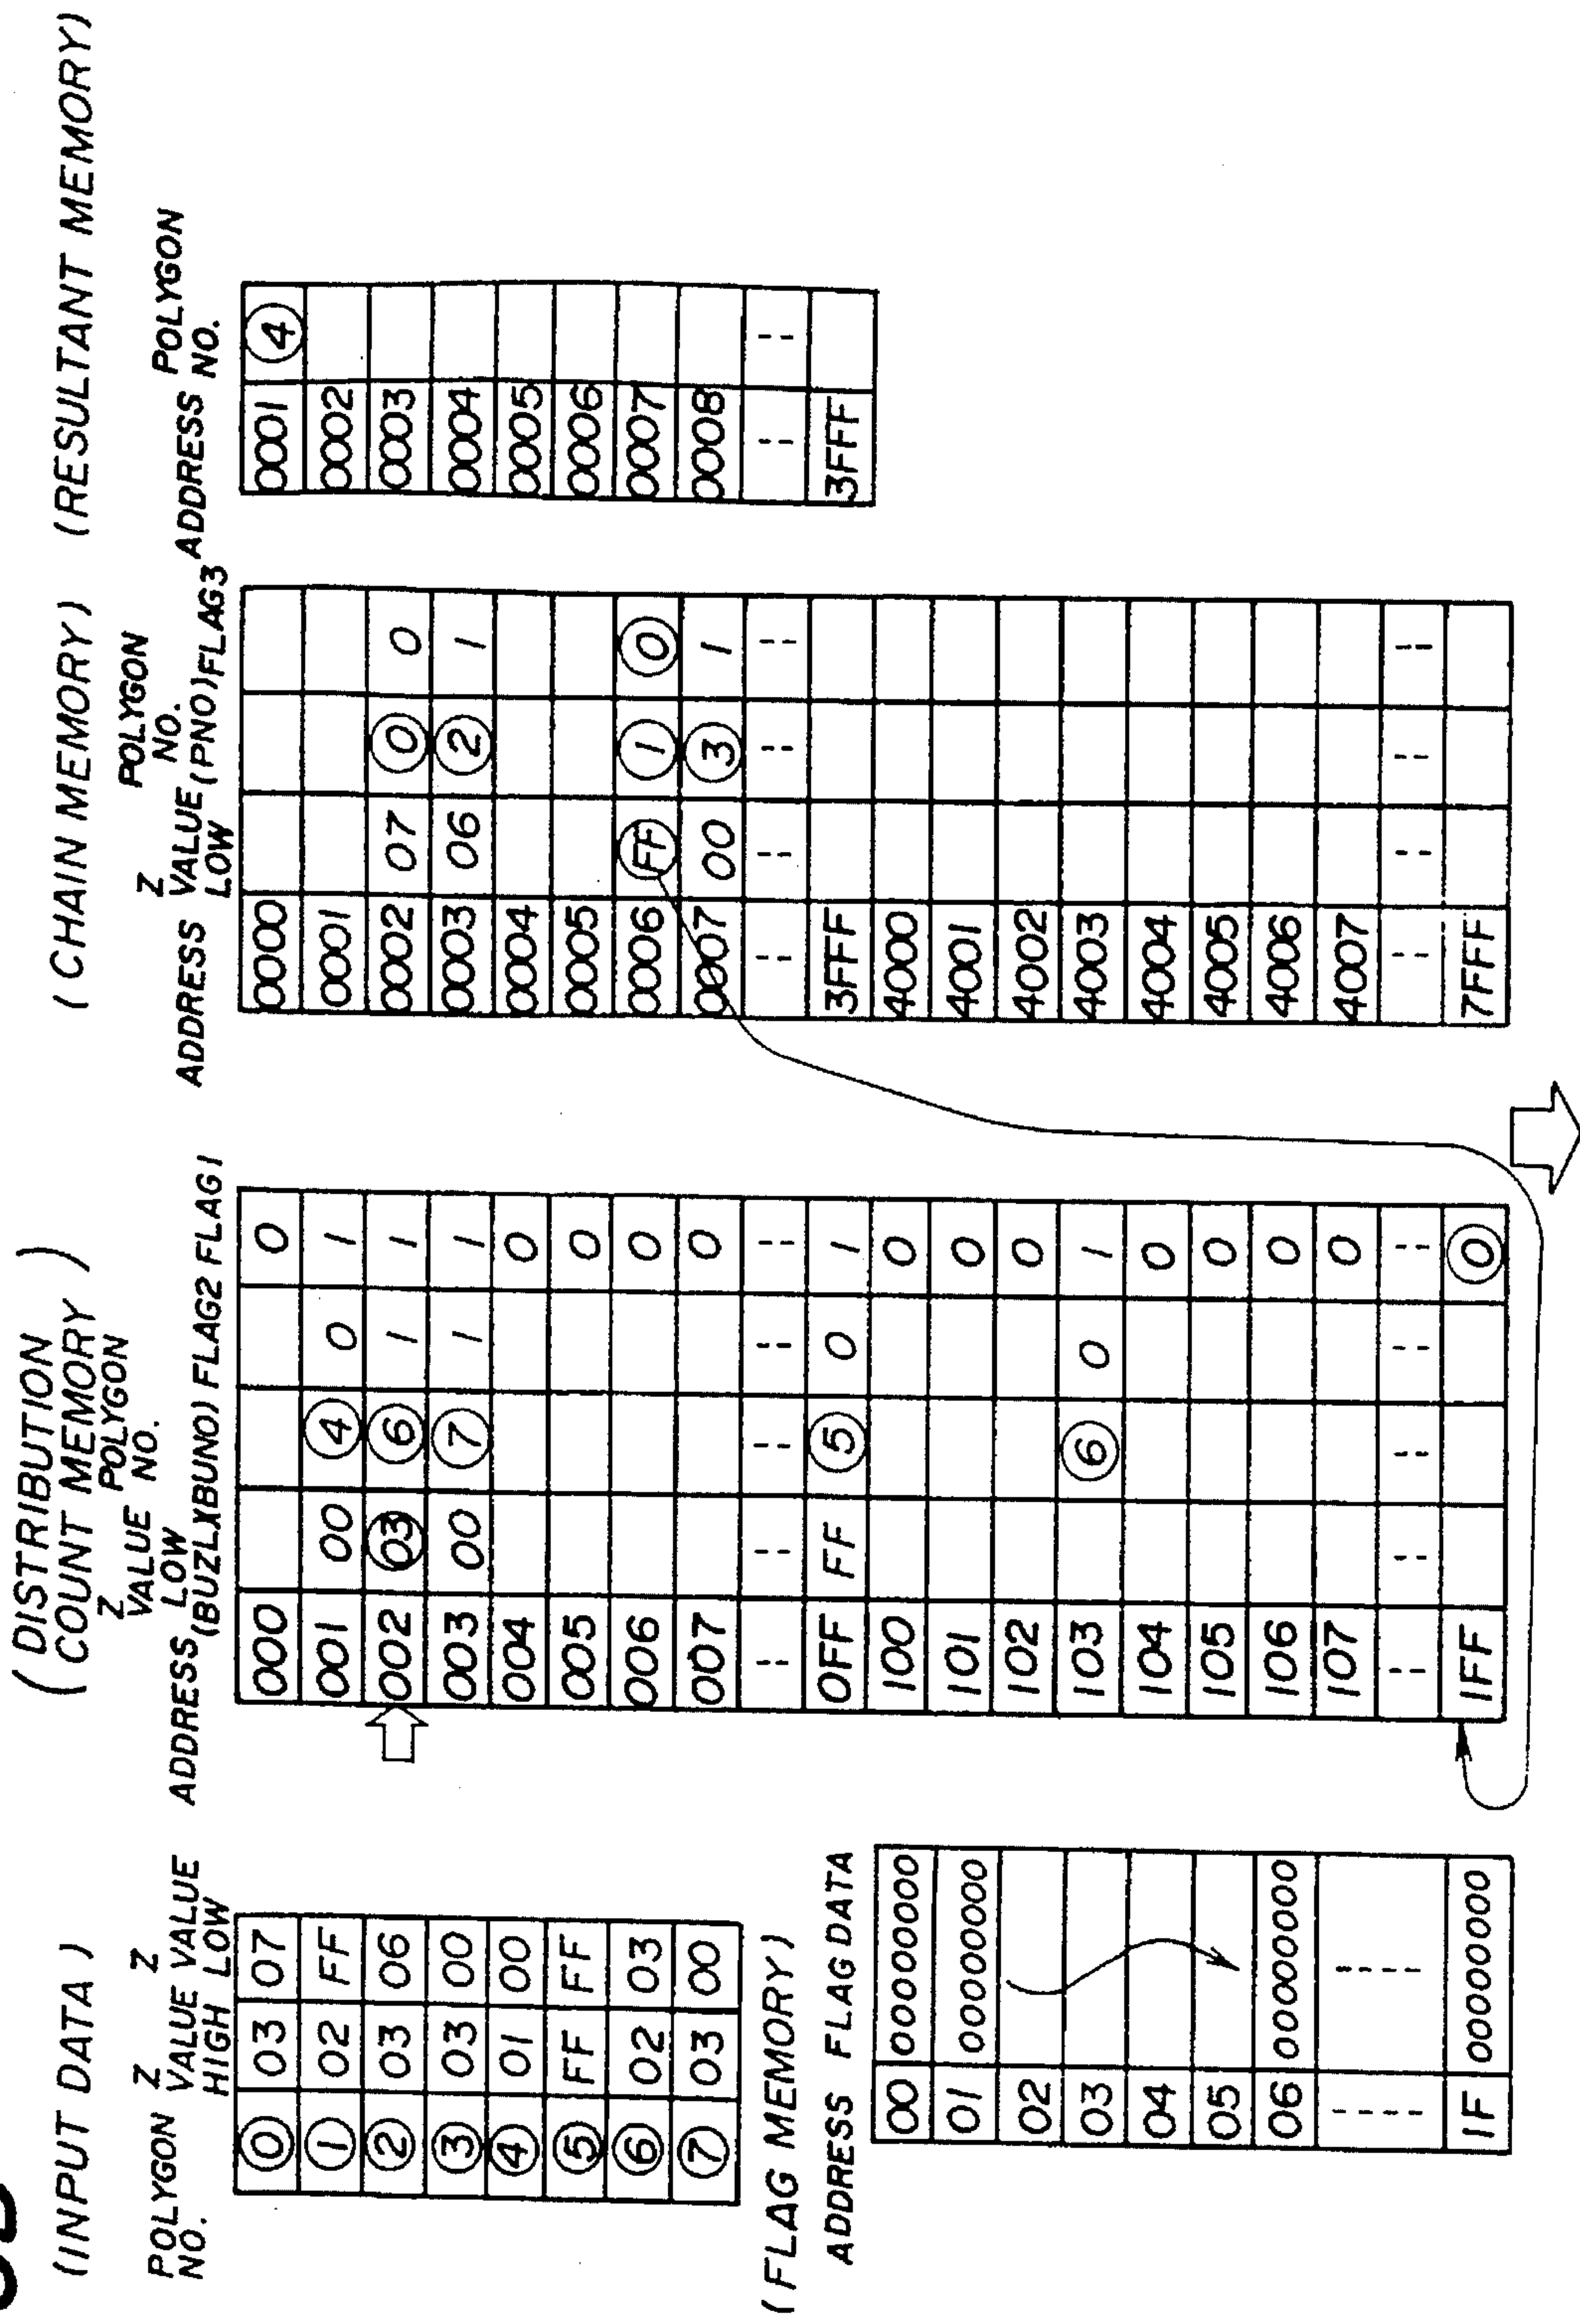 (INPUT DATA)
POLYGON NO. Z VALUE HIGH Z VALUE LOW
⓪ 03 07
① 02 FF
② 03 06
③ 03 00
④ 01 00
⑤ FF FF
⑥ 02 03
⑦ 03 00
(FLAG MEMORY)
ADDRESS FLAG DATA
00 00000000
01 00000000
02
03
04
05
06 00000000
---- ----
1F 00000000
(DISTRIBUTION
COUNT MEMORY)
ADDRESS Z VALUE LOW (BUZL) POLYGON NO. (BUNO) FLAG2 FLAG1
000 0
001 00 ④ 0 1
002 03 ⑥ 1 1
003 00 ⑦ 1 1
004 0
005 0
006 0
007 0
-- -- -- -- --
0FF FF ⑤ 0 1
100 0
101 0
102 0
103 ⑥ 0 1
104 0
105 0
106 0
107 0
-- -- -- -- --
1FF ⓪
(CHAIN MEMORY)
ADDRESS Z VALUE LOW POLYGON NO. (PNO) FLAG3
0000
0001
0002 07 ⓪ 0
0003 06 ② 1
0004
0005
0006 FF ① ⓪
0007 00 ③ 1
-- -- -- --
3FFF
4000
4001
4002
4003
4004
4005
4006
4007
-- -- -- --
7FFF
(RESULTANT MEMORY)
ADDRESS POLYGON NO.
0001 ④
0002
0003
0004
0005
0006
0007
0008
-- --
3FFF